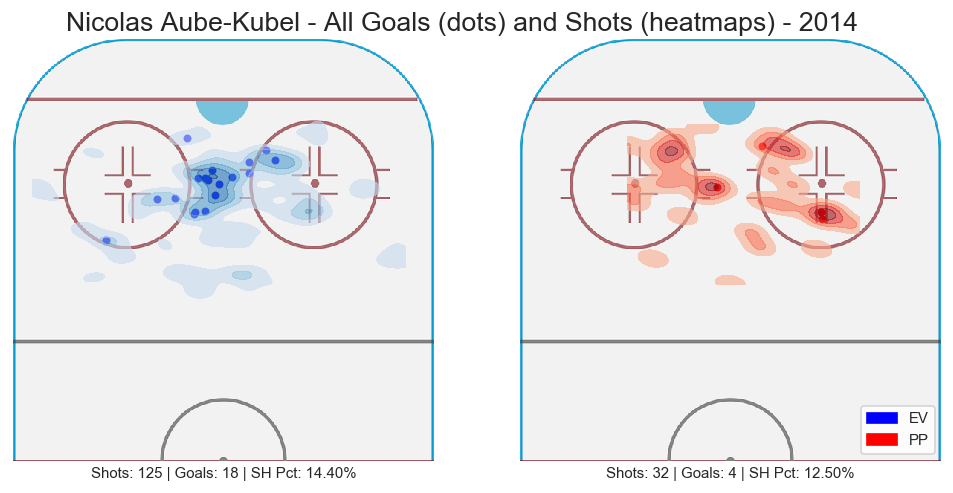 Nicolas Aube-Kubel - All Goals (dots) and Shots (heatmaps) - 2014
EV
PP
Shots: 125 | Goals: 18 | SH Pct: 14.40%
Shots: 32 | Goals: 4 | SH Pct: 12.50%